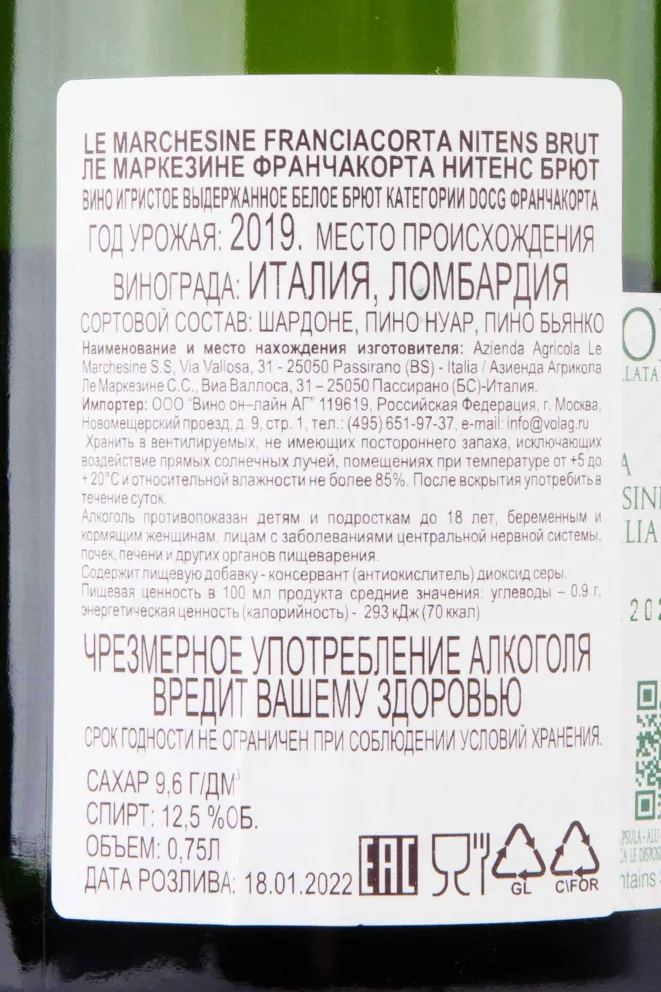 LE MARCHESINE FRANCIACORTA NITENS BRUT
ЛЕ МАРКЕЗИНЕ ФРАНЧАКОРТА НИТЕНС БРЮТ
ВИНО ИГРИСТОЕ ВЫДЕРЖАННОЕ БЕЛОЕ БРЮТ КАТЕГОРИИ DOCG ФРАНЧАКОРТА
ГОД УРОЖАЯ: 2019. МЕСТО ПРОИСХОЖДЕНИЯ
ВИНОГРАДА: ИТАЛИЯ, ЛОМБАРДИЯ
СОРТОВОЙ СОСТАВ: ШАРДОНЕ, ПИНО НУАР, ПИНО БЬЯНКО
Наименование и место нахождения изготовителя: Azienda Agricola Le
Marchesine S.S, Via Vallosa, 31 - 25050 Passirano (BS) - Italia / Азиенда Агрикола
Ле Маркезине С.С., Виа Валлоса, 31 – 25050 Пассирано (БС)-Италия.
Импортер: ООО "Вино он–лайн АГ" 119619, Российская Федерация, г. Москва,
Новомещерский проезд, д. 9, стр. 1, тел.: (495) 651-97-37, e-mail: info@volag.ru
Хранить в вентилируемых, не имеющих постороннего запаха, исключающих
воздействие прямых солнечных лучей, помещениях при температуре от +5 до
+ 20°C и относительной влажности не более 85%. После вскрытия употребить в
течение суток.
Алкоголь противопоказан детям и подросткам до 18 лет, беременным и
кормящим женщинам, лицам с заболеваниями центральной нервной системы,
почек, печени и других органов пищеварения.
Содержит пищевую добавку - консервант (антиокислитель) диоксид серы.
Пищевая ценность в 100 мл продукта средние значения: углеводы – 0.9 г,
энергетическая ценность (калорийность) - 293 кДж (70 ккал)
ЧРЕЗМЕРНОЕ УПОТРЕБЛЕНИЕ АЛКОГОЛЯ
ВРЕДИТ ВАШЕМУ ЗДОРОВЬЮ
СРОК ГОДНОСТИ НЕ ОГРАНИЧЕН ПРИ СОБЛЮДЕНИИ УСЛОВИЙ ХРАНЕНИЯ.
САХАР 9,6 Г/ДМ³
СПИРТ: 12,5 %ОБ.
ОБЪЕМ: 0,75Л
ДАТА РОЗЛИВА: 18.01.2022
EAC
GL
C\FOR